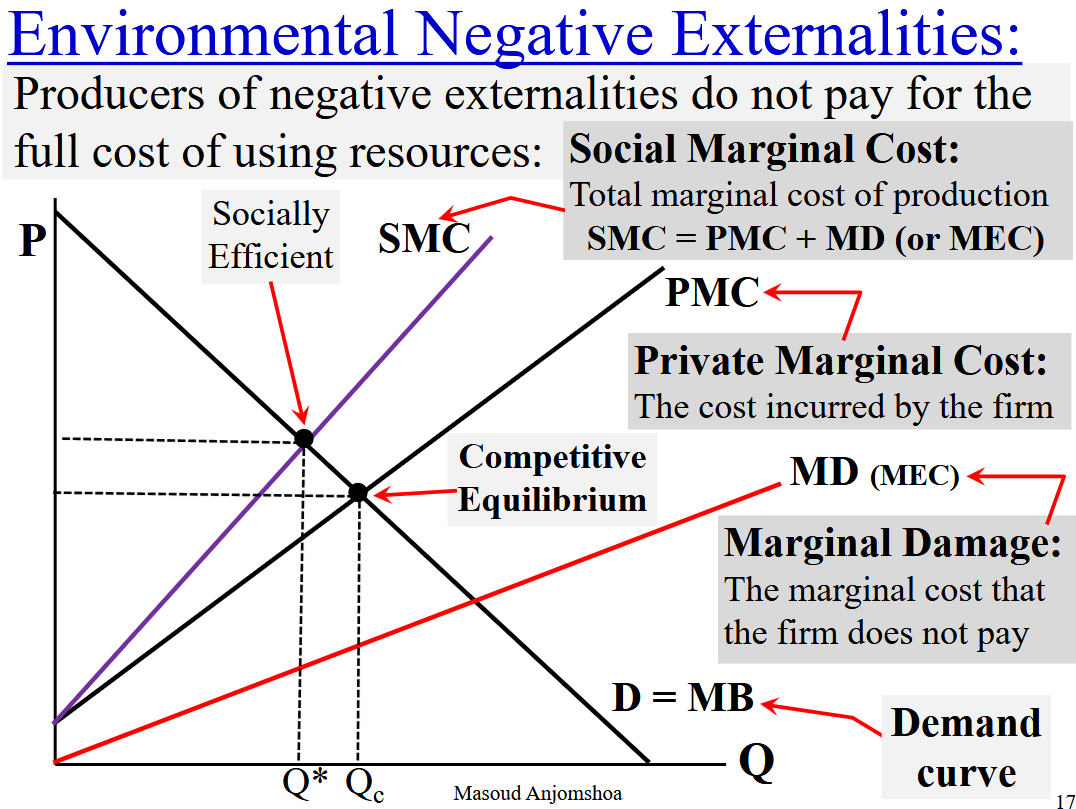 Environmental Negative Externalities:
Producers of negative externalities do not pay for the
full cost of using resources:
Social Marginal Cost:
Total marginal cost of production
SMC = PMC + MD (or MEC)
Socially
Efficient
P
SMC
PMC
Private Marginal Cost:
The cost incurred by the firm
Competitive
Equilibrium
MD (MEC)
Marginal Damage:
The marginal cost that
the firm does not pay
D = MB
Demand
curve
Q
Q* Qc
Masoud Anjomshoa
17